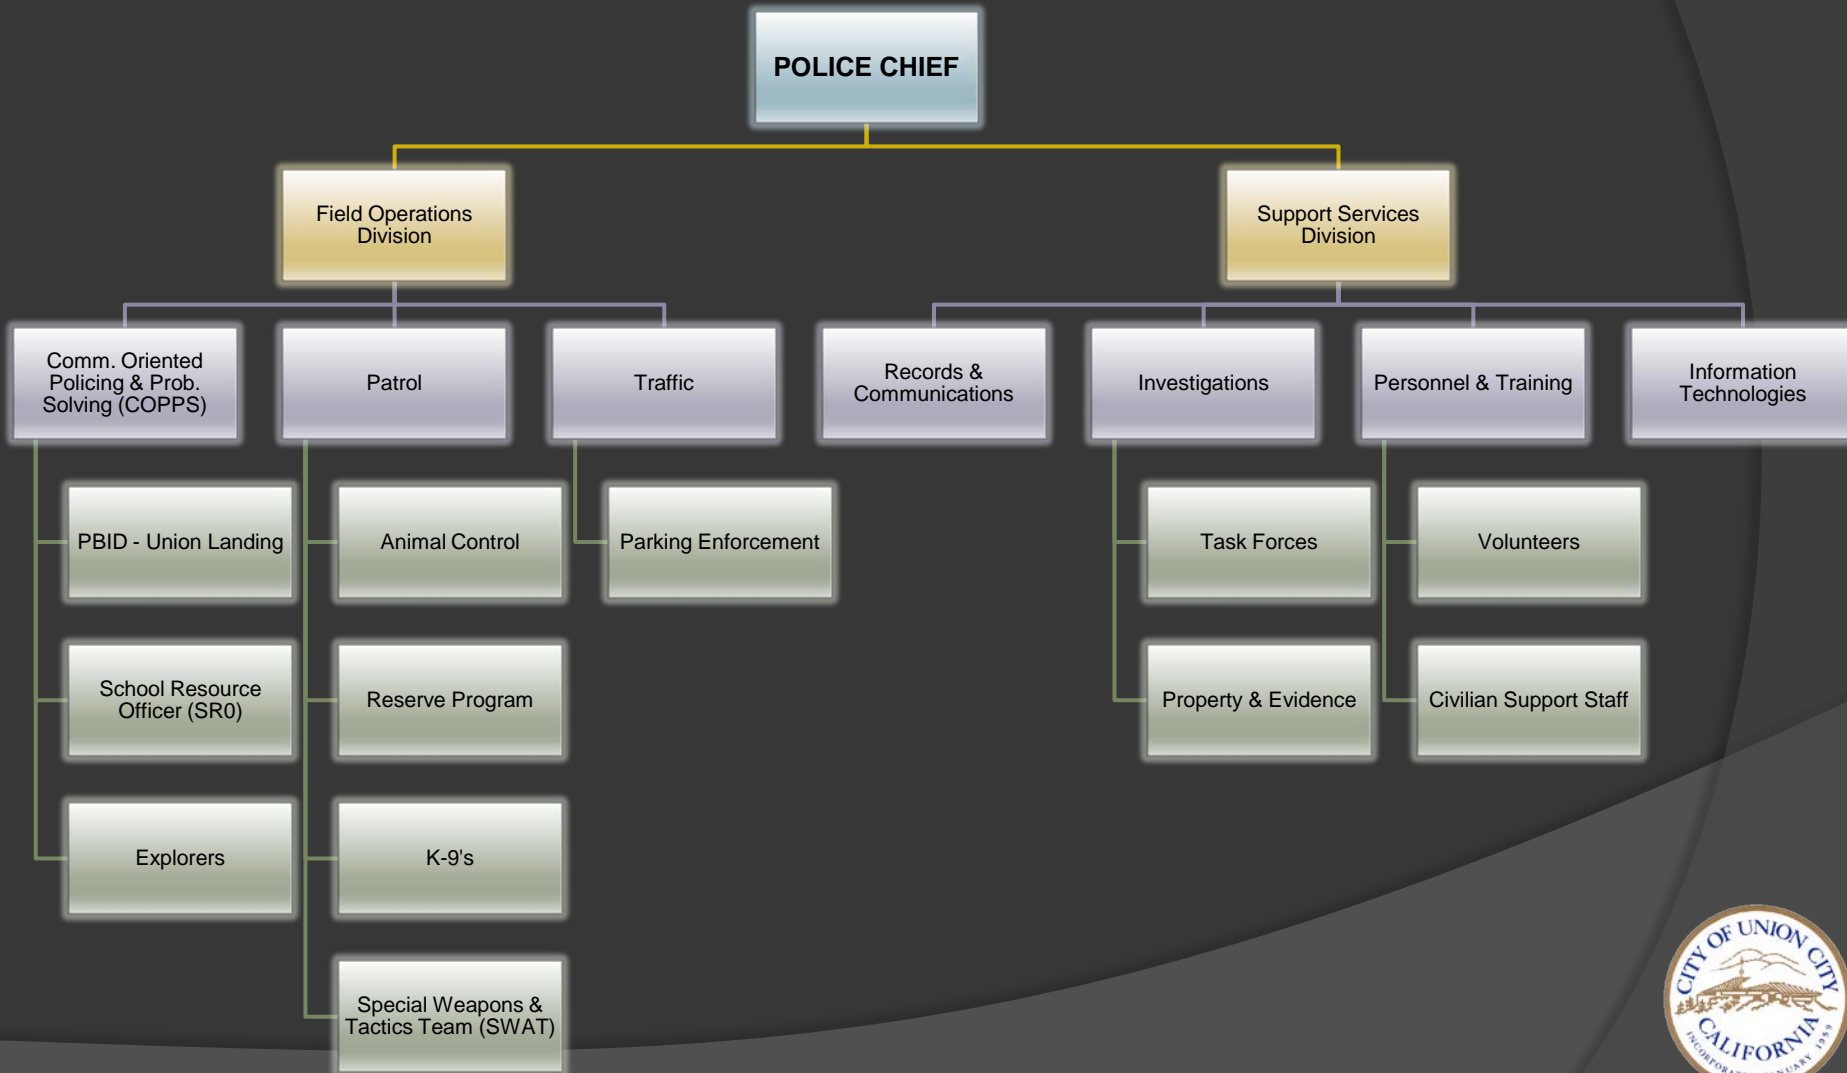 POLICE CHIEF
Field Operations
Division
Support Services
Division
Comm. Oriented
Policing & Prob.
Solving (COPPS)
Patrol
Traffic
Records &
Communications
Investigations
Personnel & Training
Information
Technologies
PBID - Union Landing
Animal Control
Parking Enforcement
Task Forces
Volunteers
School Resource
Officer (SR0)
Reserve Program
Property & Evidence
Civilian Support Staff
Explorers
K-9's
Special Weapons &
Tactics Team (SWAT)
CITY OF UNION CITY
CALIFORNIA
1959